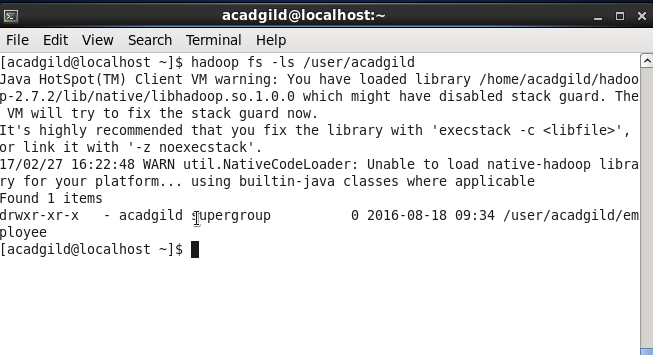 acadgild@localhost:~
File Edit View Search Terminal Help
[acadgild@localhost ~]$ hadoop fs -ls /user/acadgild
Java HotSpot(TM) Client VM warning: You have loaded library /home/acadgild/hadoo
p-2.7.2/lib/native/libhadoop.so.1.0.0 which might have disabled stack guard. The
 VM will try to fix the stack guard now.
It's highly recommended that you fix the library with 'execstack -c <libfile>',
or link it with '-z noexecstack'.
17/02/27 16:22:48 WARN util.NativeCodeLoader: Unable to load native-hadoop libra
ry for your platform... using builtin-java classes where applicable
Found 1 items
drwxr-xr-x   - acadgild supergroup          0 2016-08-18 09:34 /user/acadgild/em
ployee
[acadgild@localhost ~]$